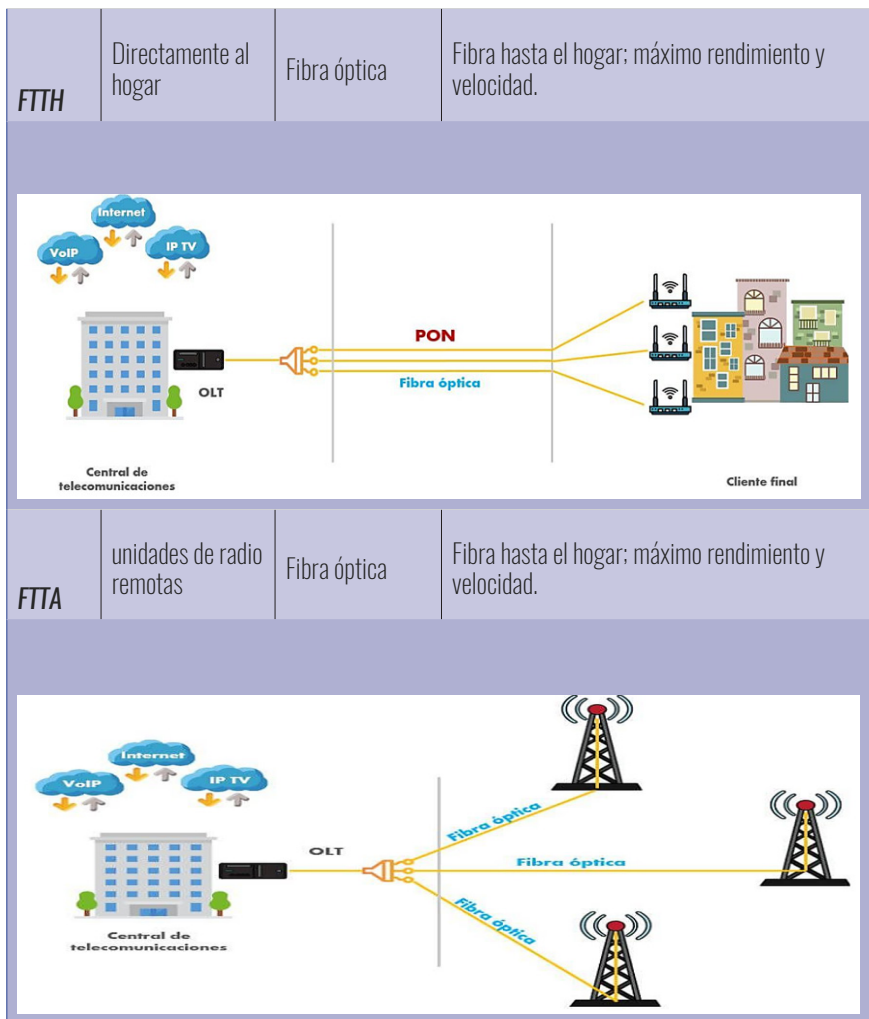 FTTH
Directamente al
hogar
Fibra óptica
Fibra hasta el hogar; máximo rendimiento y
velocidad.
Internet
VoIP
IP TV
PON
Fibra óptica
OLT
Central de
telecomunicaciones
Cliente final
FTTA
unidades de radio
remotas
Fibra óptica
Fibra hasta el hogar; máximo rendimiento y
velocidad.
Internet
VoIP
IP TV
OLT
Fibra óptica
Fibra óptica
Fibra óptica
Central de
telecomunicaciones